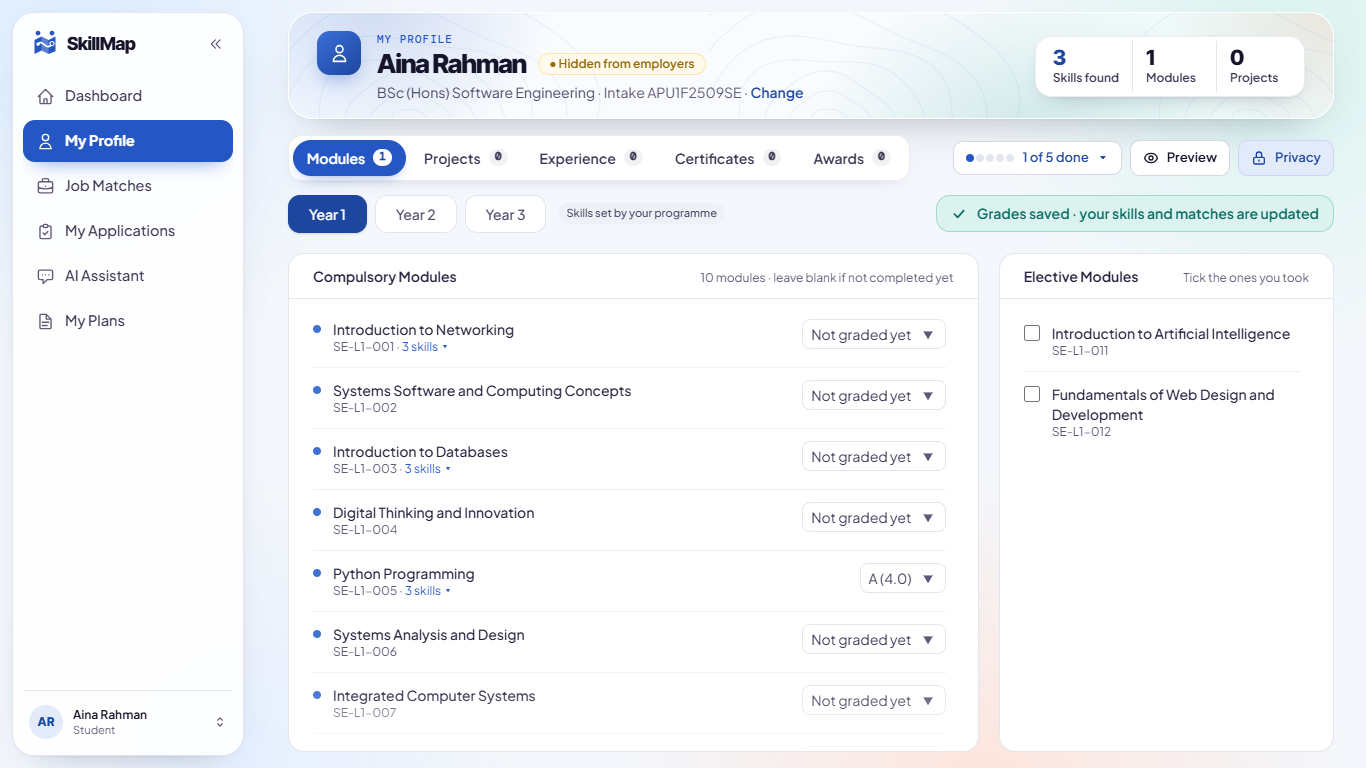 SkillMap
Dashboard
My Profile
Job Matches
My Applications
AI Assistant
My Plans
AR
Aina Rahman
Student
MY PROFILE
Aina Rahman
Hidden from employers
BSc (Hons) Software Engineering · Intake APU1F2509SE · Change
3
Skills found
1
Modules
0
Projects
Modules 1
Projects 0
Experience 0
Certificates 0
Awards 0
1 of 5 done
Preview
Privacy
Year 1
Year 2
Year 3
Skills set by your programme
Grades saved · your skills and matches are updated
Compulsory Modules
10 modules · leave blank if not completed yet
Introduction to Networking
SE-L1-001 · 3 skills
Not graded yet
Systems Software and Computing Concepts
SE-L1-002
Not graded yet
Introduction to Databases
SE-L1-003 · 3 skills
Not graded yet
Digital Thinking and Innovation
SE-L1-004
Not graded yet
Python Programming
SE-L1-005 · 3 skills
A (4.0)
Systems Analysis and Design
SE-L1-006
Not graded yet
Integrated Computer Systems
SE-L1-007
Not graded yet
Elective Modules
Tick the ones you took
Introduction to Artificial Intelligence
SE-L1-011
Fundamentals of Web Design and
Development
SE-L1-012